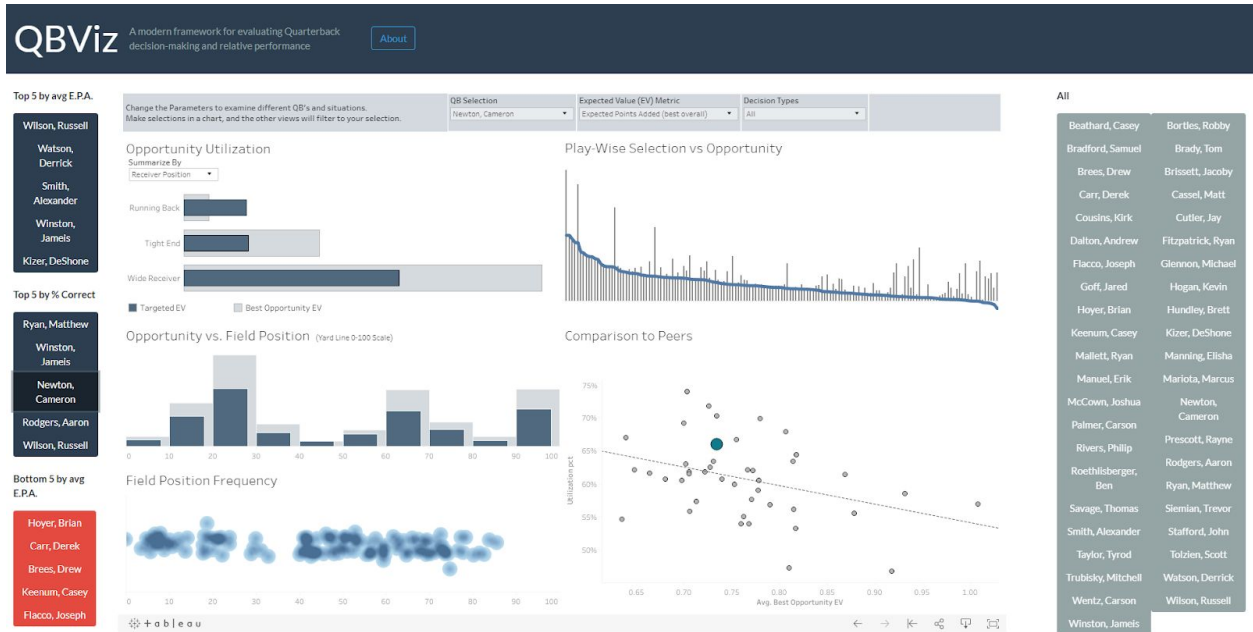 QBViz
A modern framework for evaluating Quarterback
decision-making and relative performance
About
Top 5 by avg E.P.A.
Wilson, Russell
Watson,
Derrick
Smith,
Alexander
Winston,
Jameis
Kizer, DeShone
Top 5 by % Correct
Ryan, Matthew
Winston,
Jameis
Newton,
Cameron
Rodgers, Aaron
Wilson, Russell
Bottom 5 by avg
E.P.A.
Hoyer, Brian
Carr, Derek
Brees, Drew
Keenum, Casey
Flacco, Joseph
Change the Parameters to examine different QB's and situations.
Make selections in a chart, and the other views will filter to your selection.
QB Selection
Newton, Cameron
Expected Value (EV) Metric
Expected Points Added (best overall)
Decision Types
All
Opportunity Utilization
Summarize By
Receiver Position
Running Back
Tight End
Wide Receiver
Targeted EV
Best Opportunity EV
Play-Wise Selection vs Opportunity
Opportunity vs. Field Position (Yard Line 0-100 Scale)
0 10 20 30 40 50 60 70 80 90 100
Field Position Frequency
0 10 20 30 40 50 60 70 80 90 100
Comparison to Peers
75%
70%
65%
60%
55%
50%
Utilization pct
0.65 0.70 0.75 0.80 0.85 0.90 0.95 1.00
Avg. Best Opportunity EV
+ a b l e a u
All
Beathard, Casey Bortles, Robby
Bradford, Samuel Brady, Tom
Brees, Drew Brissett, Jacoby
Carr, Derek Cassel, Matt
Cousins, Kirk Cutler, Jay
Dalton, Andrew Fitzpatrick, Ryan
Flacco, Joseph Glennon, Michael
Goff, Jared Hogan, Kevin
Hoyer, Brian Hundley, Brett
Keenum, Casey Kizer, DeShone
Mallett, Ryan Manning, Elisha
Manuel, Erik Mariota, Marcus
McCown, Joshua Newton,
Cameron
Palmer, Carson Prescott, Rayne
Rivers, Philip Rodgers, Aaron
Roethlisberger,
Ben Ryan, Matthew
Savage, Thomas Siemian, Trevor
Smith, Alexander Stafford, John
Taylor, Tyrod Tolzien, Scott
Trubisky, Mitchell Watson, Derrick
Wentz, Carson Wilson, Russell
Winston, Jameis